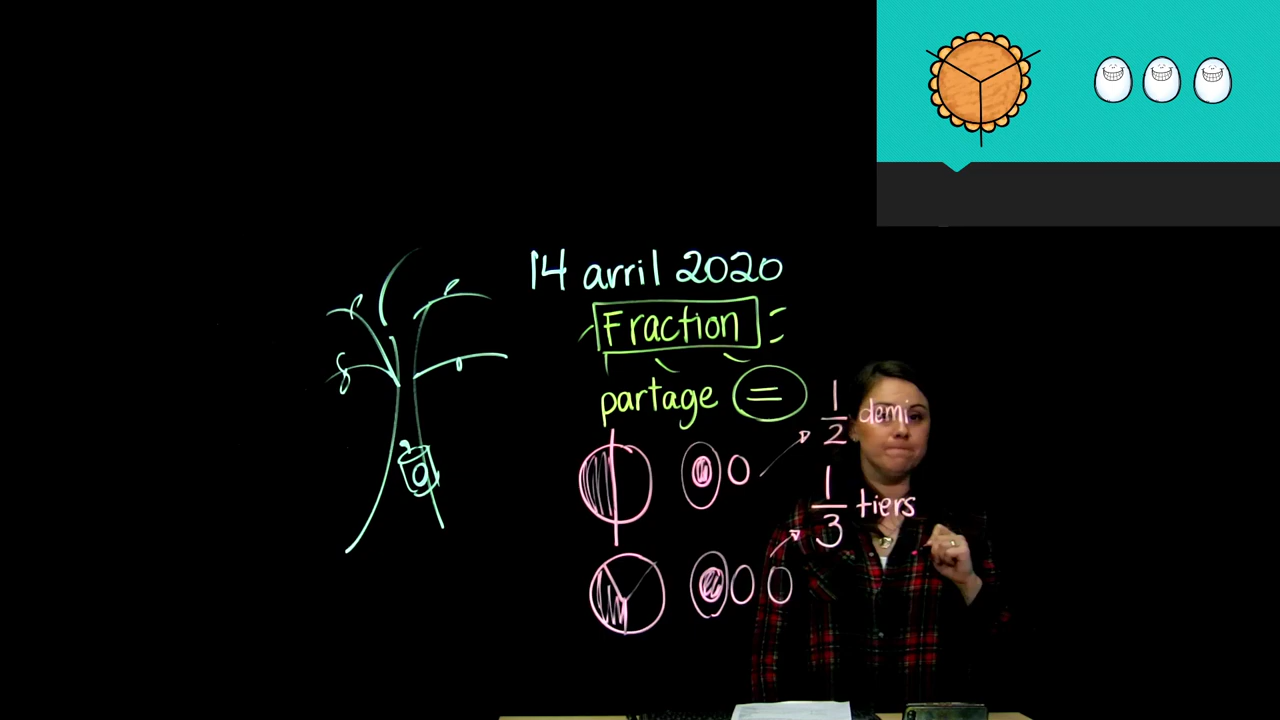 14 avril 2020
Fraction :
partage =
1/2 demi
1/3 tiers